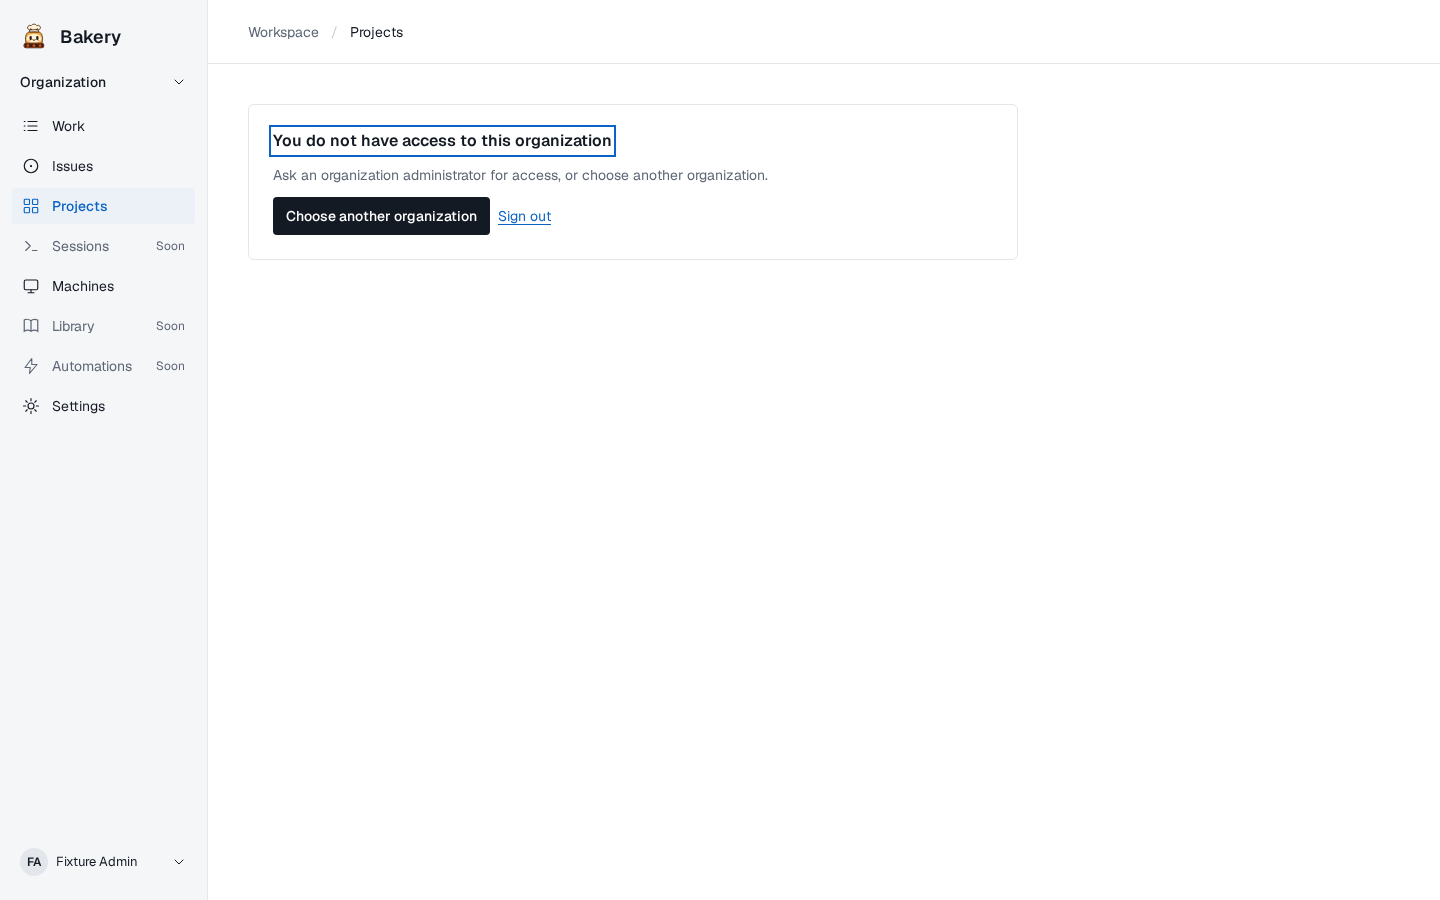 Bakery
Organization
Work
Issues
Projects
Sessions Soon
Machines
Library Soon
Automations Soon
Settings
FA Fixture Admin
Workspace / Projects
You do not have access to this organization
Ask an organization administrator for access, or choose another organization.
Choose another organization Sign out